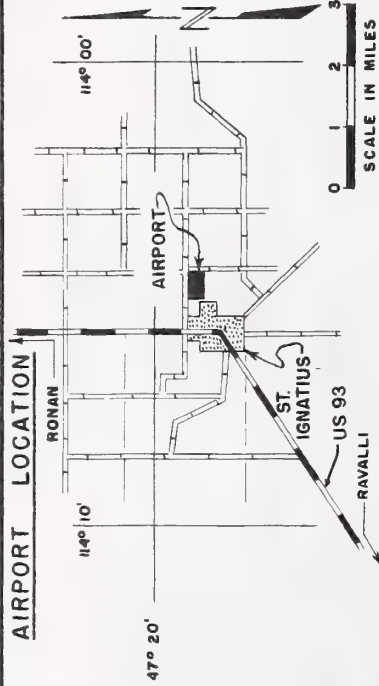 AIRPORT LOCATION
RONAN
N
114° 10'
114° 00'
47° 20'
AIRPORT
ST.
IGNATIUS
US 93
RAVALLI
0 1 2 3
SCALE IN MILES